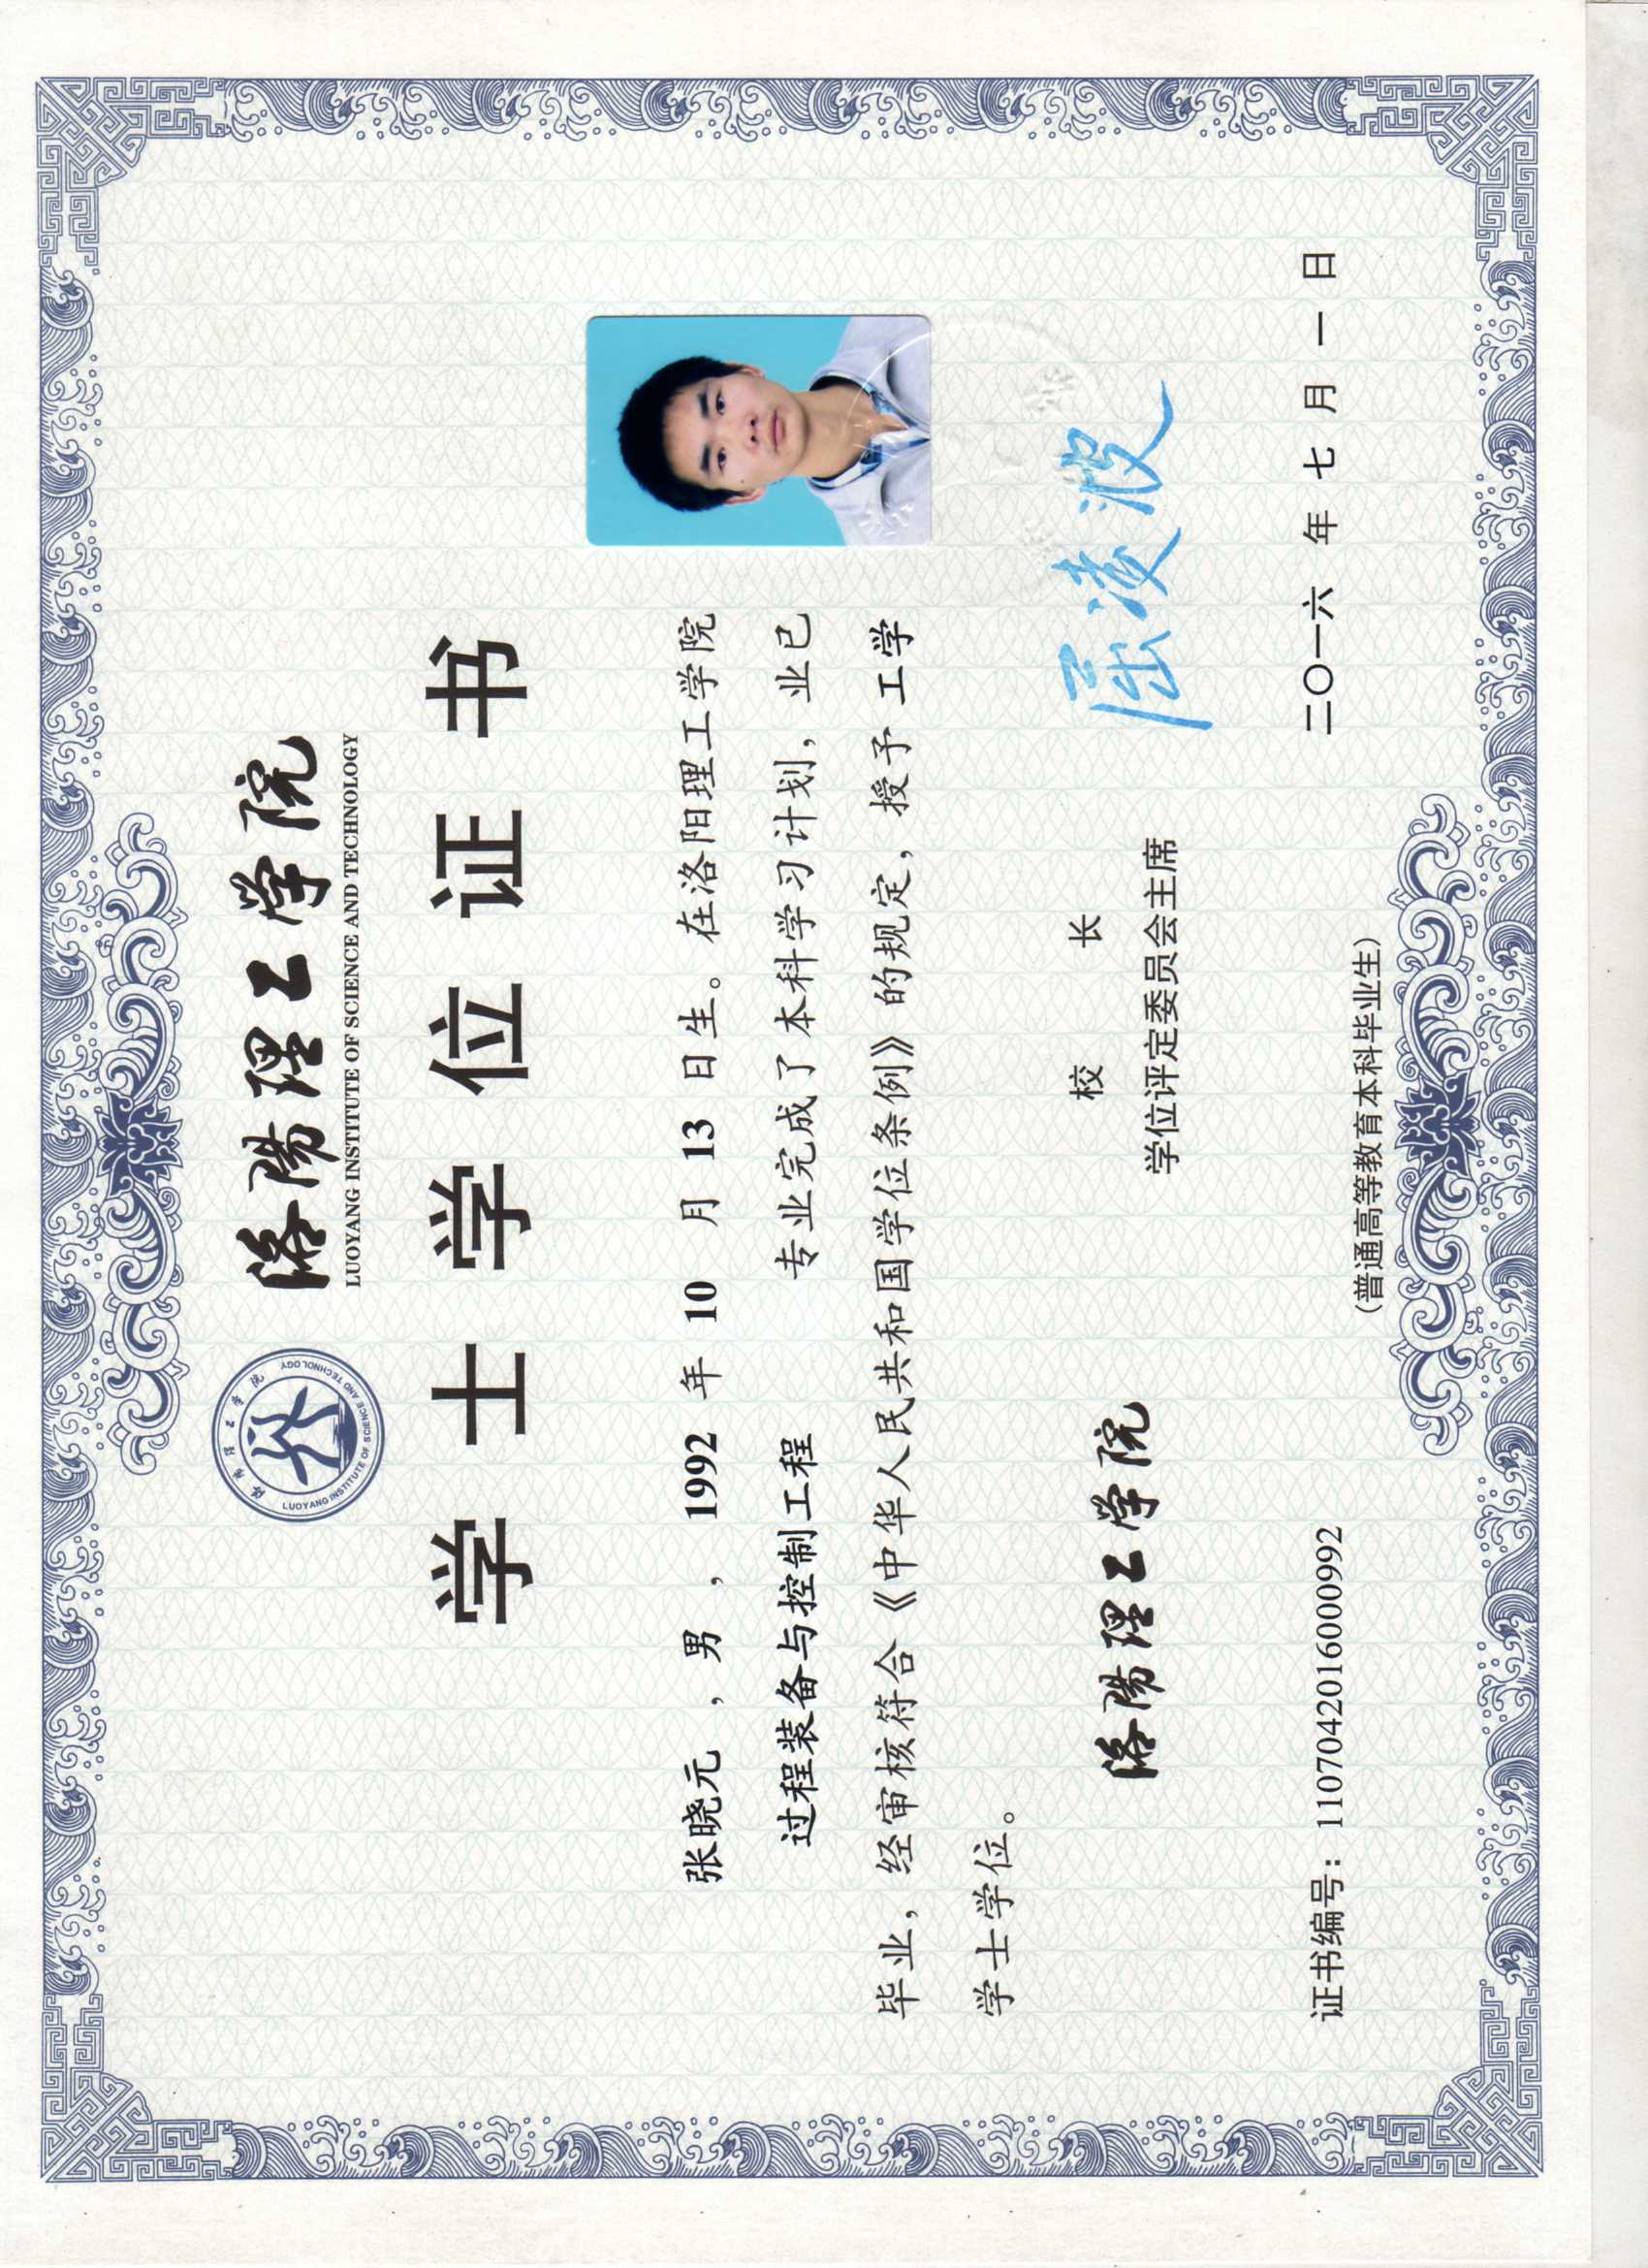 洛阳理工学院
LUOYANG INSTITUTE OF SCIENCE AND TECHNOLOGY
洛陽理工学院
LUOYANG INSTITUTE OF SCIENCE AND TECHNOLOGY
学士学位证书
张晓元 ，男 ， 1992 年 10 月 13 日生。在洛阳理工学院
过程装备与控制工程 专业完成了本科学习计划，业已
毕业，经审核符合《中华人民共和国学位条例》的规定，授予 工学
学士学位。
洛陽理工学院
校 长
学位评定委员会主席
屈凌波
证书编号：1107042016000992
二〇一六 年 七 月 一 日
(普通高等教育本科毕业生)